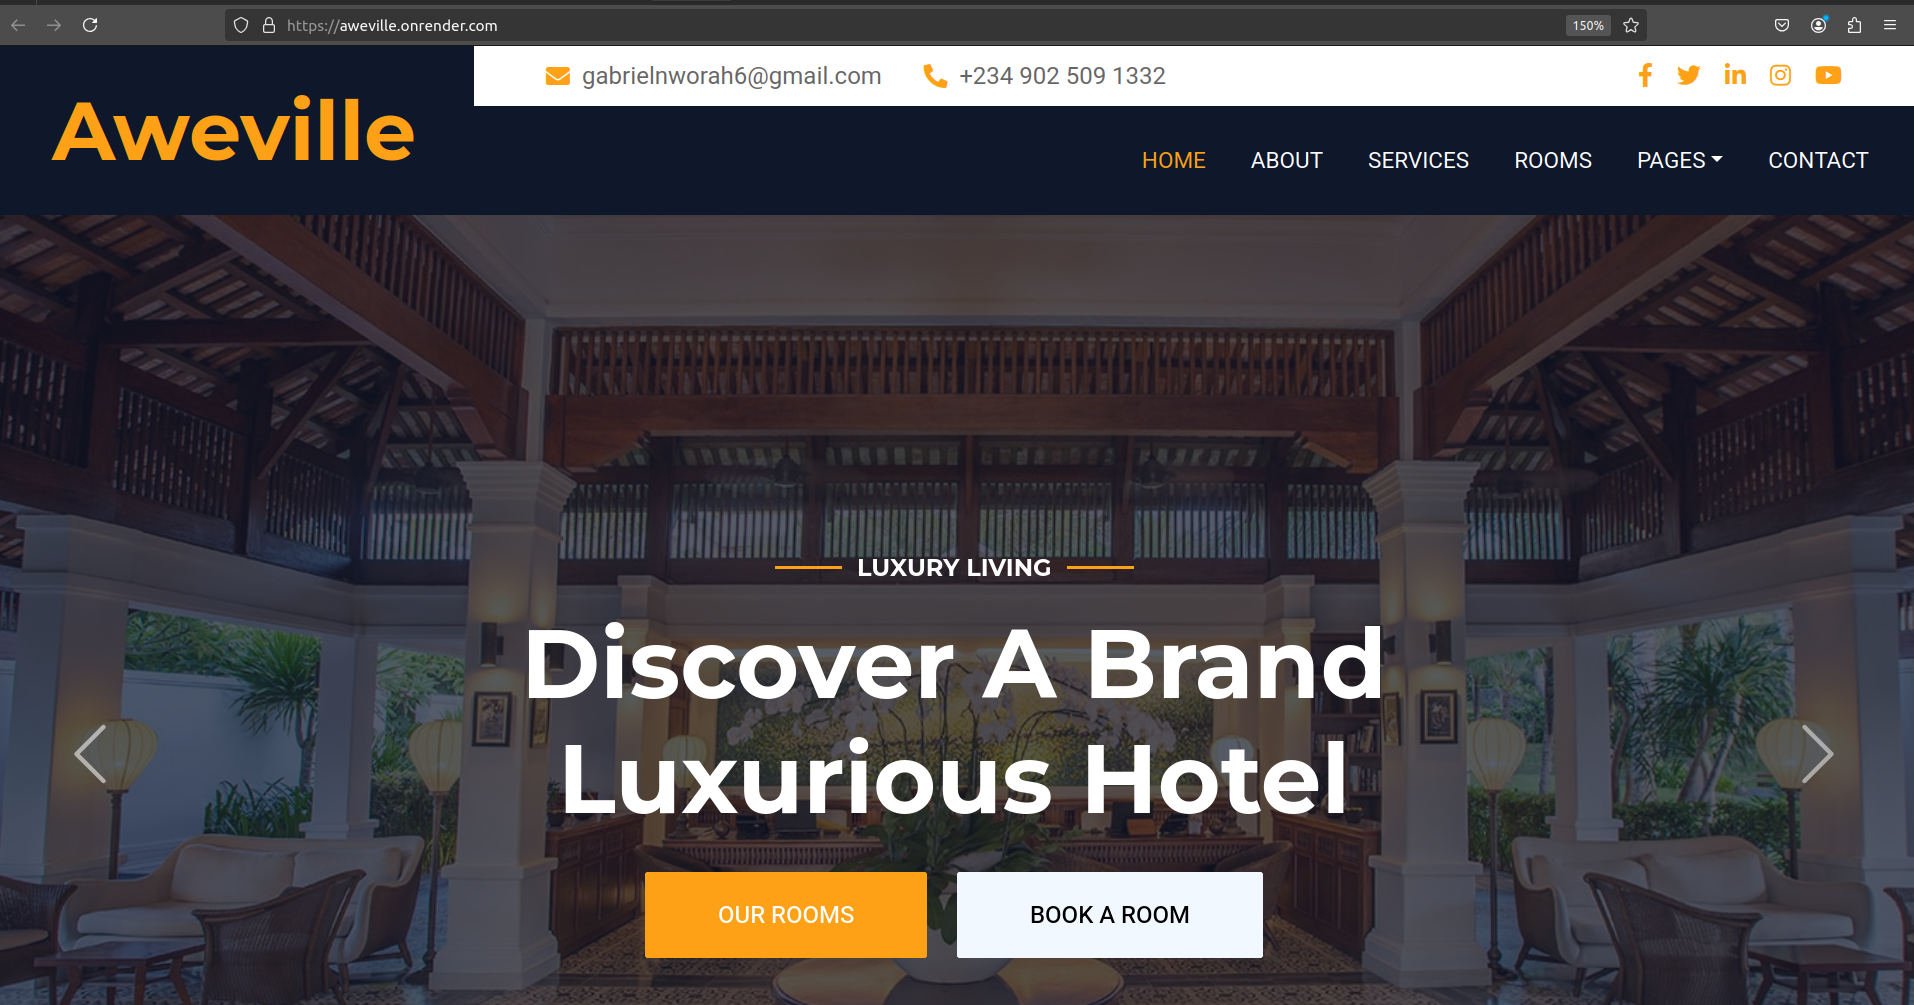 https://aweville.onrender.com
150%
gabrielnworah6@gmail.com +234 902 509 1332
Aweville
HOME ABOUT SERVICES ROOMS PAGES CONTACT
LUXURY LIVING
Discover A Brand
Luxurious Hotel
OUR ROOMS BOOK A ROOM